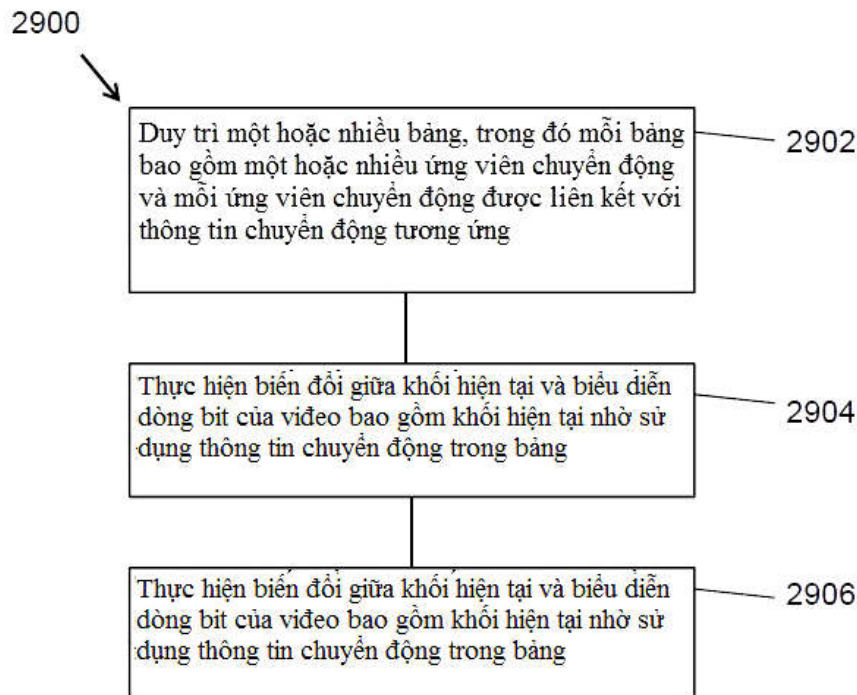 2900
Duy trì một hoặc nhiều bảng, trong đó mỗi bảng
bao gồm một hoặc nhiều ứng viên chuyển động
và mỗi ứng viên chuyển động được liên kết với
thông tin chuyển động tương ứng
2902
Thực hiện biến đổi giữa khối hiện tại và biểu diễn
dòng bit của viđeo bao gồm khối hiện tại nhờ sử
dụng thông tin chuyển động trong bảng
2904
Thực hiện biến đổi giữa khối hiện tại và biểu diễn
dòng bit của viđeo bao gồm khối hiện tại nhờ sử
dụng thông tin chuyển động trong bảng
2906